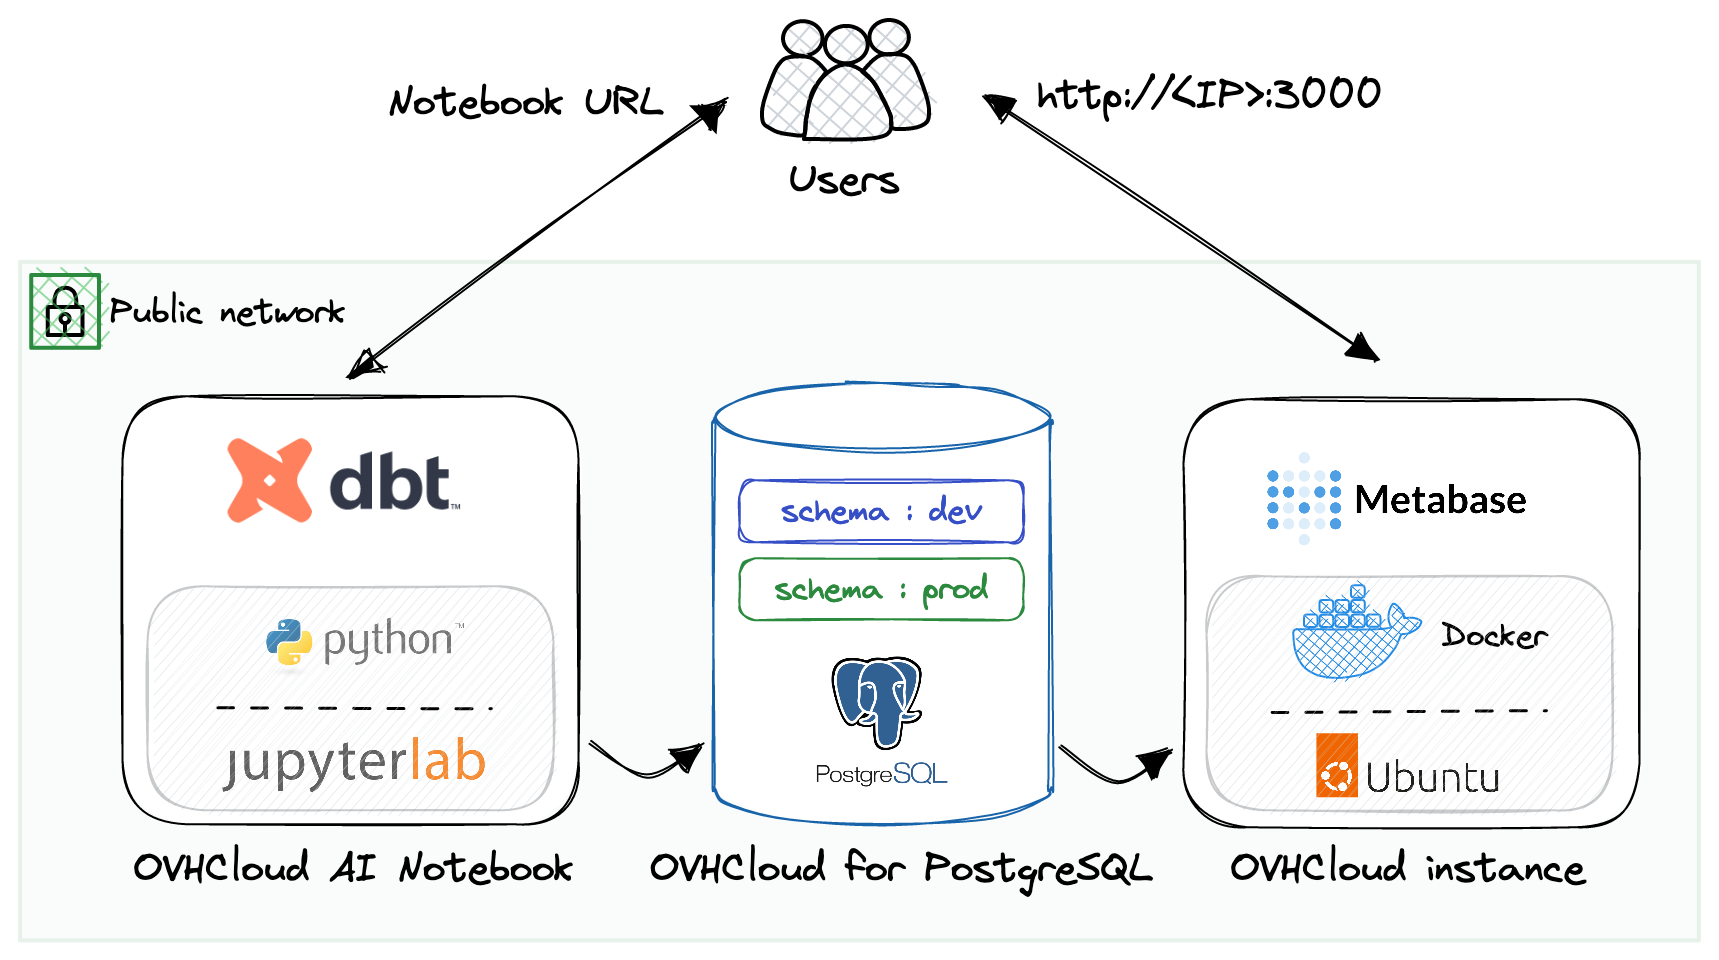 Notebook URL
http://<IP>:3000
Users
Public network
dbt™
python™
jupyterlab
schema : dev
schema : prod
PostgreSQL
Metabase
Docker
Ubuntu
OVHCloud AI Notebook
OVHCloud for PostgreSQL
OVHCloud instance